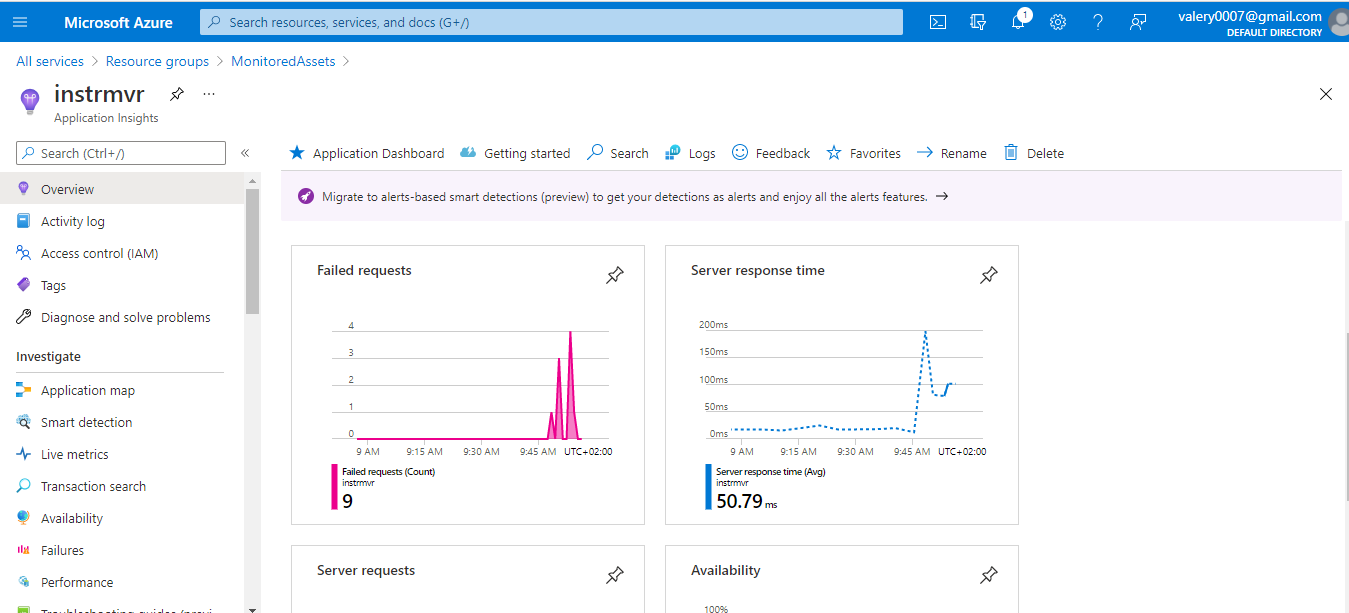 Microsoft Azure
Search resources, services, and docs (G+/)
1
valery0007@gmail.com
DEFAULT DIRECTORY
All services > Resource groups > MonitoredAssets >
instrmvr
...
Application Insights
Search (Ctrl+/)
«
Application Dashboard
Getting started
Search
Logs
Feedback
Favorites
Rename
Delete
Overview
Activity log
Access control (IAM)
Tags
Diagnose and solve problems
Investigate
Application map
Smart detection
Live metrics
Transaction search
Availability
Failures
Performance
Troubleshooting guides (previ
Migrate to alerts-based smart detections (preview) to get your detections as alerts and enjoy all the alerts features. →
Failed requests
4
3
2
1
0
9 AM 9:15 AM 9:30 AM 9:45 AM UTC+02:00
Failed requests (Count)
instrmvr
9
Server response time
200ms
150ms
100ms
50ms
0ms
9 AM 9:15 AM 9:30 AM 9:45 AM UTC+02:00
Server response time (Avg)
instrmvr
50.79 ms
Server requests
Availability
100%